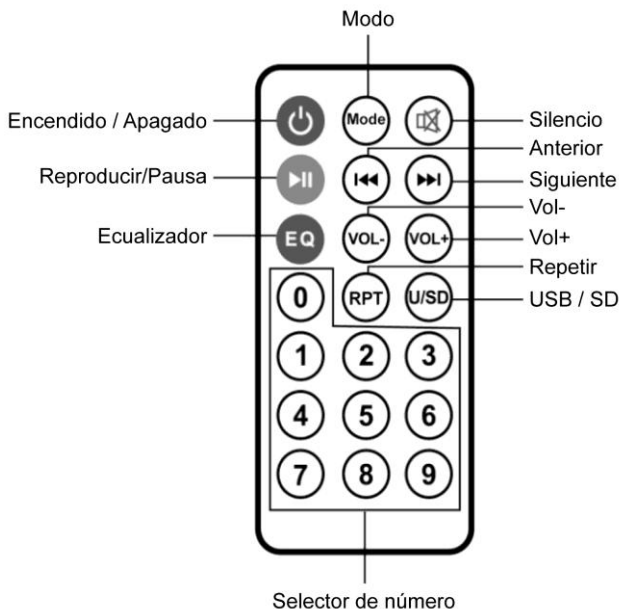 Modo
Encendido / Apagado
Mode
Silencio
Anterior
Reproducir/Pausa
Siguiente
Vol-
Ecualizador
EQ
VOL-
VOL+
Vol+
Repetir
0
RPT
U/SD
USB / SD
1
2
3
4
5
6
7
8
9
Selector de número